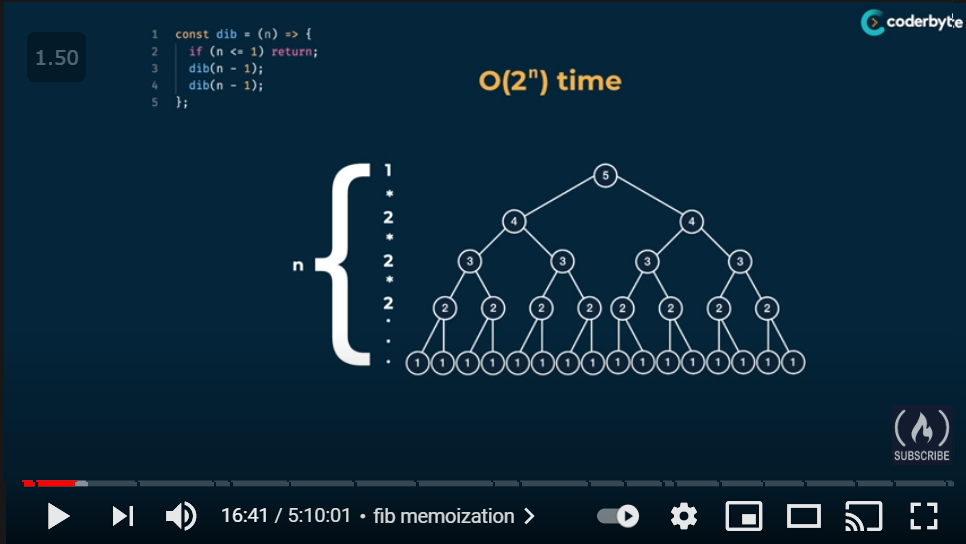 coderbyte
1.50
1 const dib = (n) => {
2 if (n <= 1) return;
3 dib(n - 1);
4 dib(n - 1);
5 };
O(2ⁿ) time
n
1
*
2
*
2
*
2
.
.
.
5
4 4
3 3 3 3
2 2 2 2 2 2 2 2
1 1 1 1 1 1 1 1 1 1 1 1 1 1 1 1
SUBSCRIBE
16:41 / 5:10:01 • fib memoization